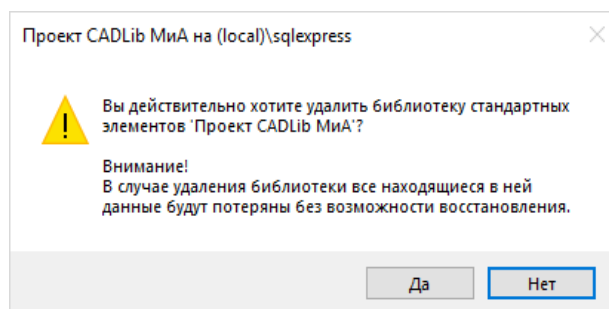 Проект CADLib МиА на (local)\sqlexpress
Вы действительно хотите удалить библиотеку стандартных
элементов 'Проект CADLib МиА'?
Внимание!
В случае удаления библиотеки все находящиеся в ней
данные будут потеряны без возможности восстановления.
Да
Нет